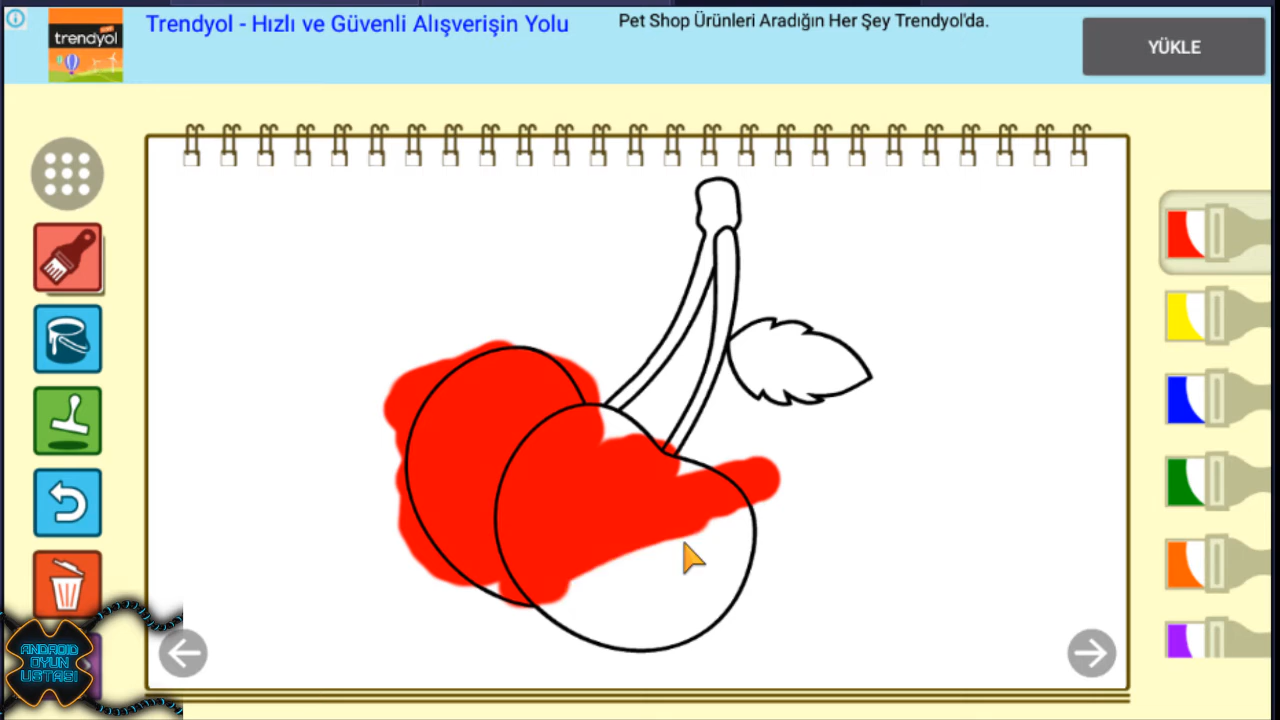 Trendyol - Hızlı ve Güvenli Alışverişin Yolu
Pet Shop Ürünleri Aradığın Her Şey Trendyol'da.
trendyol
YÜKLE
ANDROID
OYUN
USTASI